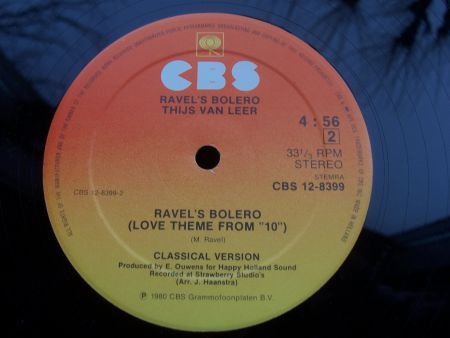 CBS
RAVEL'S BOLERO
THIJS VAN LEER
4 : 56
2
33⅓ RPM
STEREO
STEMRA
CBS 12-8399
CBS 12-8399-2
RAVEL'S BOLERO
(LOVE THEME FROM "10")
(M. Ravel)
CLASSICAL VERSION
Produced by E. Ouwens for Happy Holland Sound
Recorded at Strawberry Studio's
(Arr. J. Haanstra)
Ⓟ 1980 CBS Grammofoonplaten B.V.